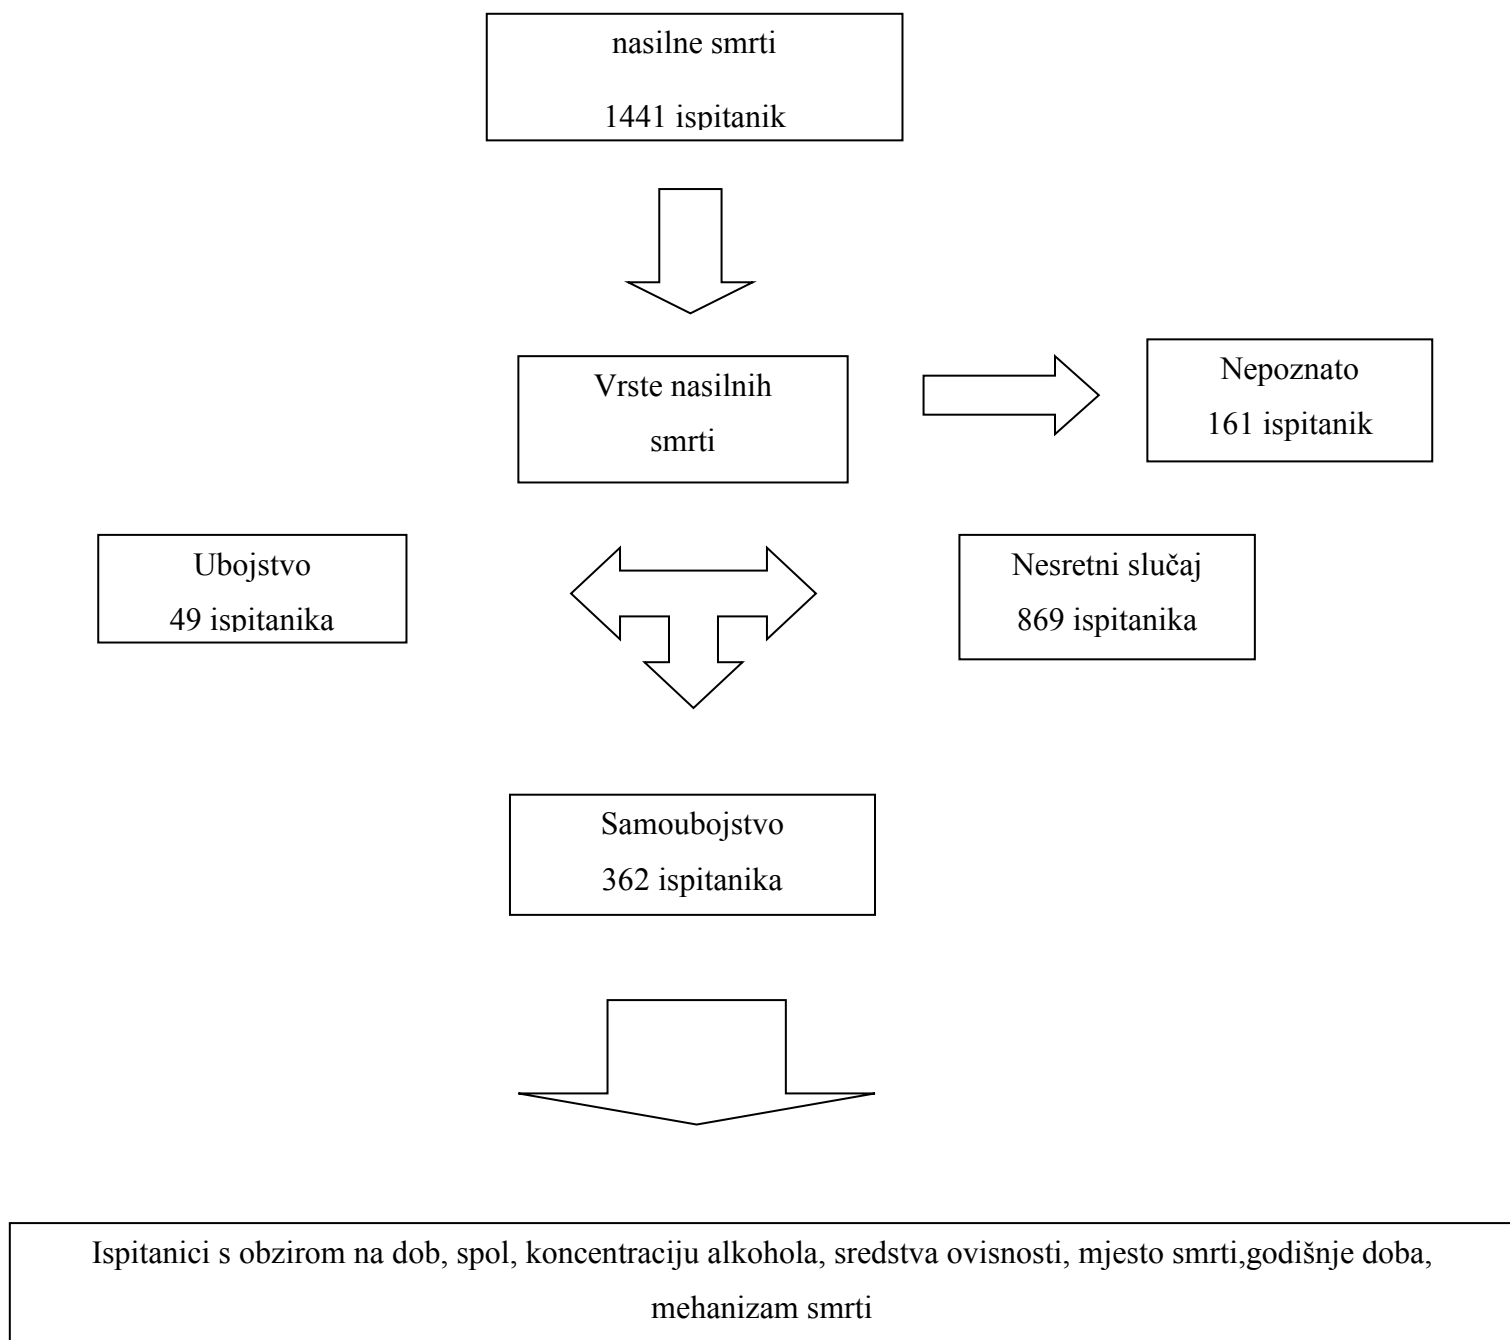 nasilne smrti
1441 ispitanik
Vrste nasilnih
smrti
Nepoznato
161 ispitanik
Ubojstvo
49 ispitanika
Nesretni slučaj
869 ispitanika
Samoubojstvo
362 ispitanika
Ispitanici s obzirom na dob, spol, koncentraciju alkohola, sredstva ovisnosti, mjesto smrti,godišnje doba,
mehanizam smrti